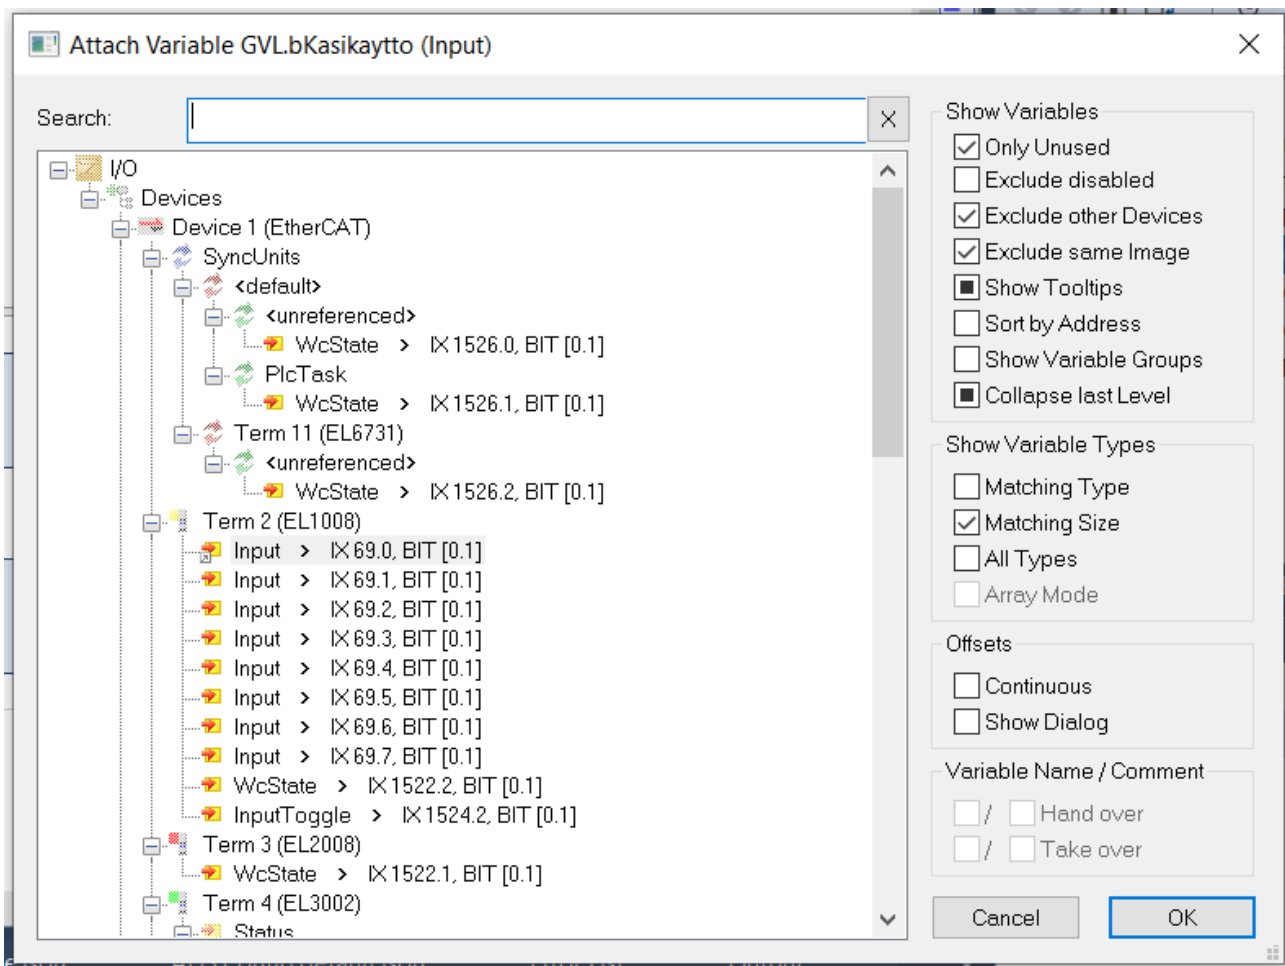 Attach Variable GVL.bKasikaytto (Input)
Search:
I/O
Devices
Device 1 (EtherCAT)
SyncUnits
<default>
<unreferenced>
WcState > IX 1526.0, BIT [0.1]
PlcTask
WcState > IX 1526.1, BIT [0.1]
Term 11 (EL6731)
<unreferenced>
WcState > IX 1526.2, BIT [0.1]
Term 2 (EL1008)
Input > IX 69.0, BIT [0.1]
Input > IX 69.1, BIT [0.1]
Input > IX 69.2, BIT [0.1]
Input > IX 69.3, BIT [0.1]
Input > IX 69.4, BIT [0.1]
Input > IX 69.5, BIT [0.1]
Input > IX 69.6, BIT [0.1]
Input > IX 69.7, BIT [0.1]
WcState > IX 1522.2, BIT [0.1]
InputToggle > IX 1524.2, BIT [0.1]
Term 3 (EL2008)
WcState > IX 1522.1, BIT [0.1]
Term 4 (EL3002)
Status
Show Variables
Only Unused
Exclude disabled
Exclude other Devices
Exclude same Image
Show Tooltips
Sort by Address
Show Variable Groups
Collapse last Level
Show Variable Types
Matching Type
Matching Size
All Types
Array Mode
Offsets
Continuous
Show Dialog
Variable Name / Comment
/ Hand over
/ Take over
Cancel
OK